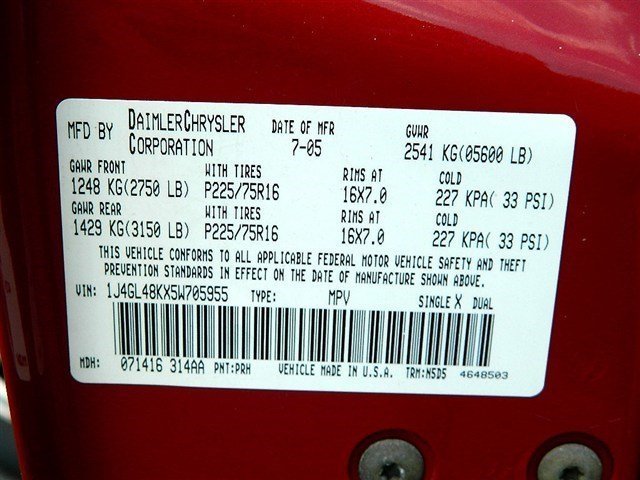 MFD BY DAIMLERCHRYSLER CORPORATION DATE OF MFR 7-05 GVWR 2541 KG(05600 LB)
GAWR FRONT WITH TIRES RIMS AT COLD
1248 KG(2750 LB) P225/75R16 16X7.0 227 KPA( 33 PSI)
GAWR REAR WITH TIRES RIMS AT COLD
1429 KG(3150 LB) P225/75R16 16X7.0 227 KPA( 33 PSI)
THIS VEHICLE CONFORMS TO ALL APPLICABLE FEDERAL MOTOR VEHICLE SAFETY AND THEFT
PREVENTION STANDARDS IN EFFECT ON THE DATE OF MANUFACTURE SHOWN ABOVE.
VIN: 1J4GL48KX5W705955 TYPE: MPV SINGLE X DUAL
MDH: 071416 314AA PNT:PRH VEHICLE MADE IN U.S.A. TRM:N5D5 4648503